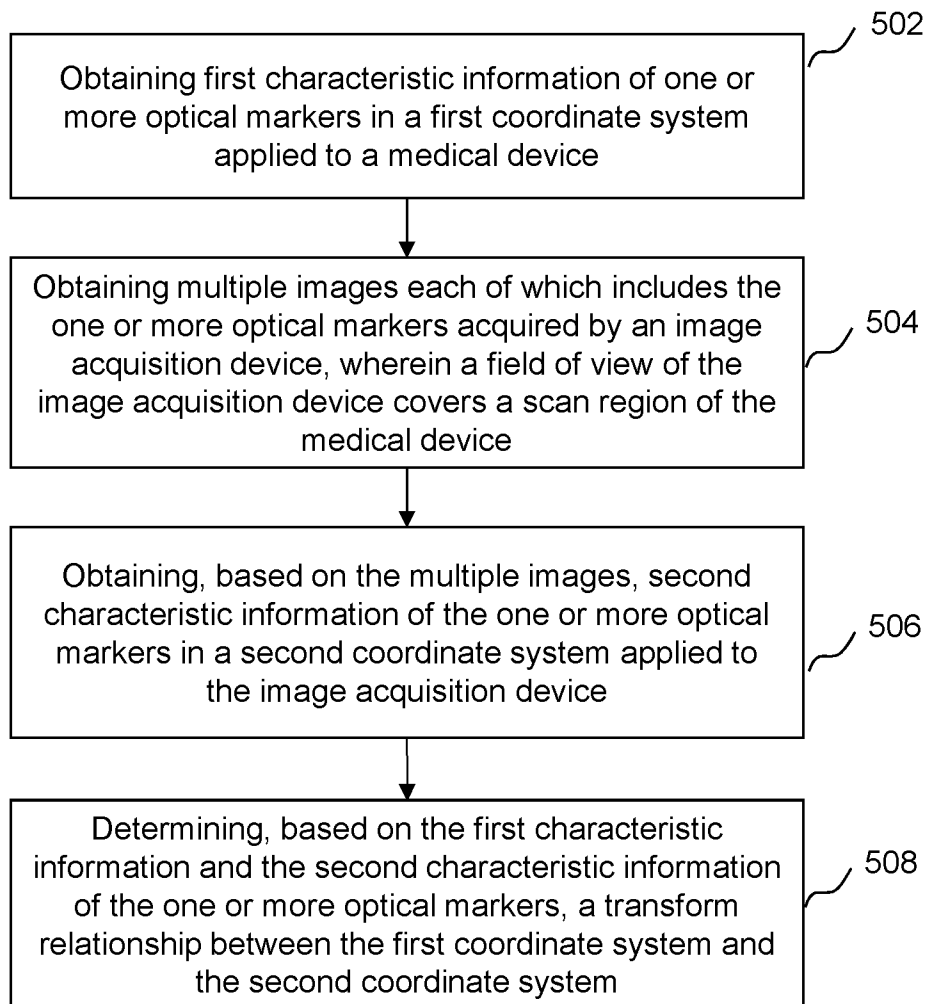 502
Obtaining first characteristic information of one or
more optical markers in a first coordinate system
applied to a medical device
Obtaining multiple images each of which includes the
one or more optical markers acquired by an image
acquisition device, wherein a field of view of the
image acquisition device covers a scan region of the
medical device
504
Obtaining, based on the multiple images, second
characteristic information of the one or more optical
markers in a second coordinate system applied to
the image acquisition device
506
Determining, based on the first characteristic
information and the second characteristic information
of the one or more optical markers, a transform
relationship between the first coordinate system and
the second coordinate system
508